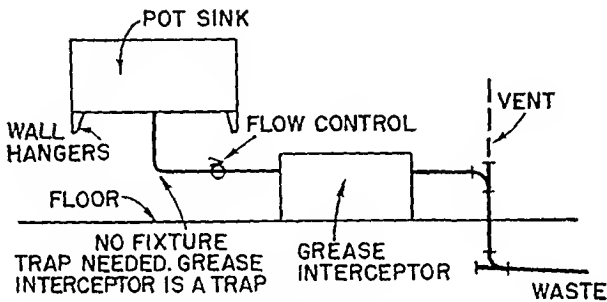 POT SINK
VENT
WALL
HANGERS
FLOW CONTROL
FLOOR
NO FIXTURE
TRAP NEEDED. GREASE
INTERCEPTOR IS A TRAP
GREASE
INTERCEPTOR
WASTE